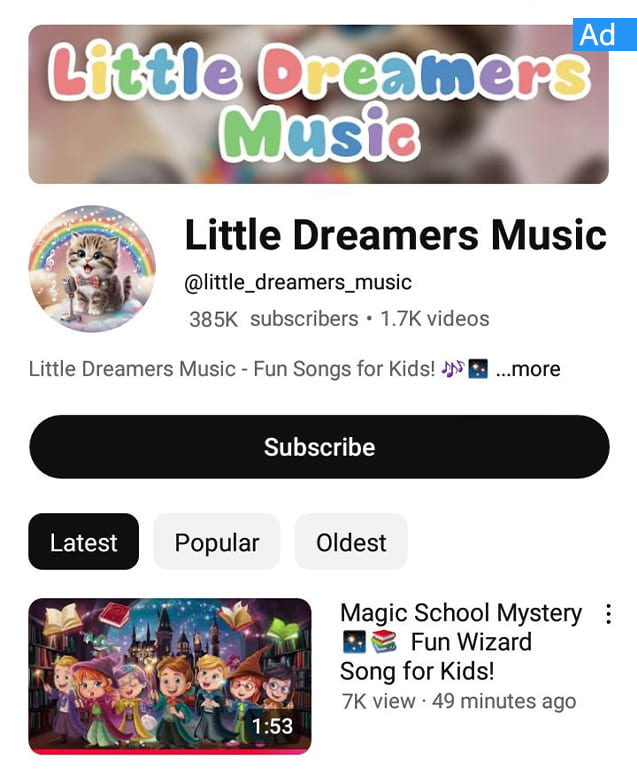 Ad
Little Dreamers
Music
Little Dreamers Music
@little_dreamers_music
385K subscribers • 1.7K videos
Little Dreamers Music - Fun Songs for Kids! 🎶🌠 ...more
Subscribe
Latest Popular Oldest
Magic School Mystery
🌠📚 Fun Wizard
Song for Kids!
7K view · 49 minutes ago
1:53